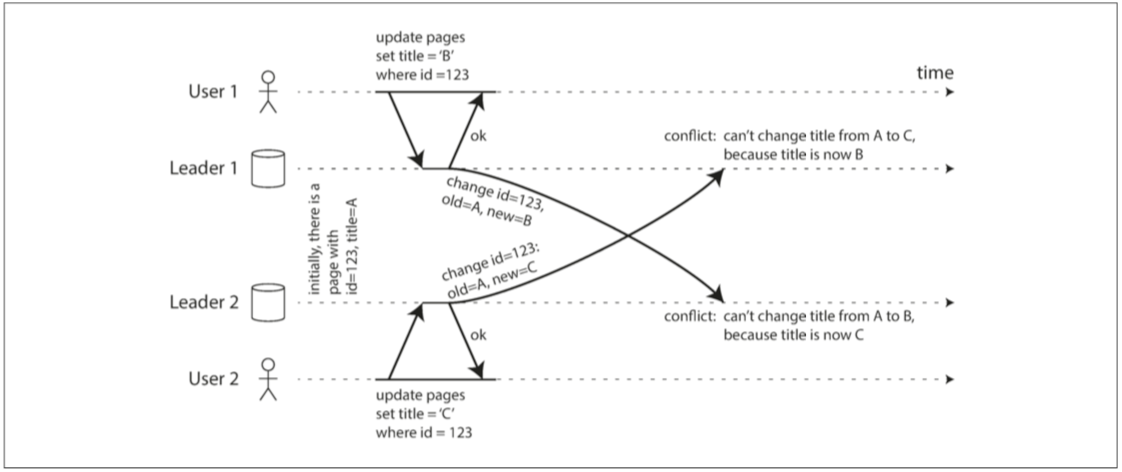 update pages
set title = ‘B’
where id =123
time
User 1
ok
conflict: can’t change title from A to C,
because title is now B
Leader 1
change id=123,
old=A, new=B
initially, there is a
page with
id=123, title=A
change id=123:
old=A, new=C
Leader 2
conflict: can’t change title from A to B,
because title is now C
ok
User 2
update pages
set title = ‘C’
where id = 123